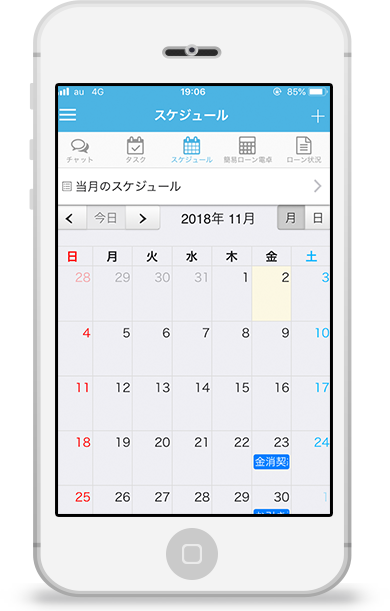 au 4G 19:06 85%
スケジュール
チャット タスク スケジュール 簡易ローン電卓 ローン状況
当月のスケジュール
今日 2018年 11月 月 日
日 月 火 水 木 金 土
28 29 30 31 1 2 3
4 5 6 7 8 9 10
11 12 13 14 15 16 17
18 19 20 21 22 23 24
金消契
25 26 27 28 29 30 1